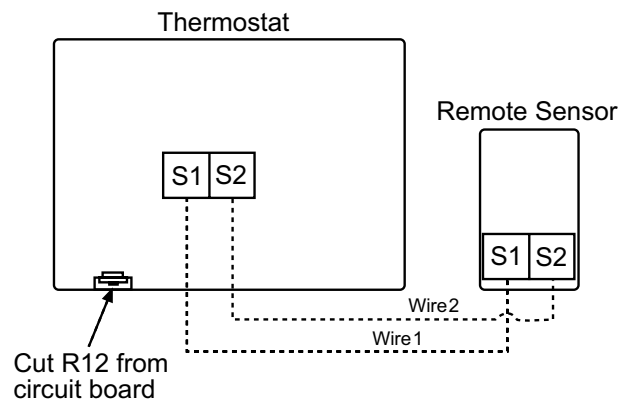 Thermostat
Remote Sensor
S1 S2
S1 S2
Wire2
Wire1
Cut R12 from
circuit board